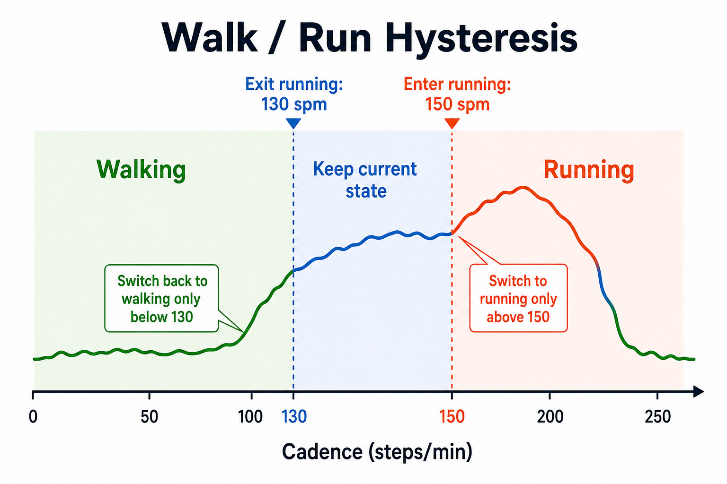 Walk / Run Hysteresis
Exit running:
130 spm
Enter running:
150 spm
Walking
Keep current
state
Running
Switch back to
walking only
below 130
Switch to
running only
above 150
0
50
100
130
150
200
250
Cadence (steps/min)